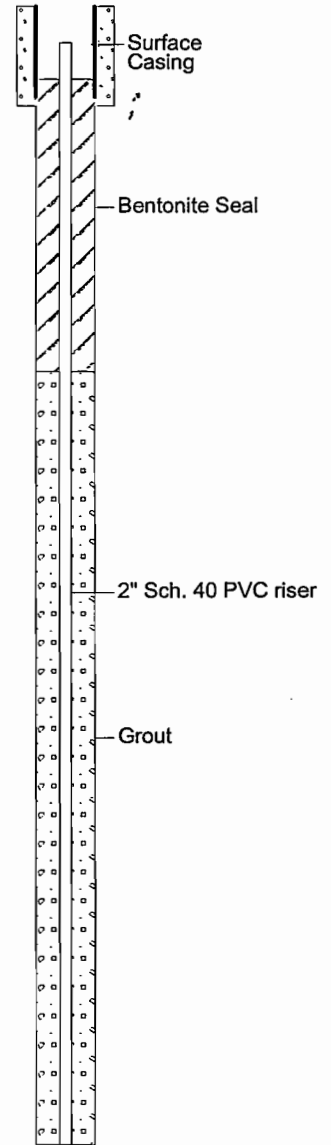 Surface
Casing
Bentonite Seal
2" Sch. 40 PVC riser
Grout